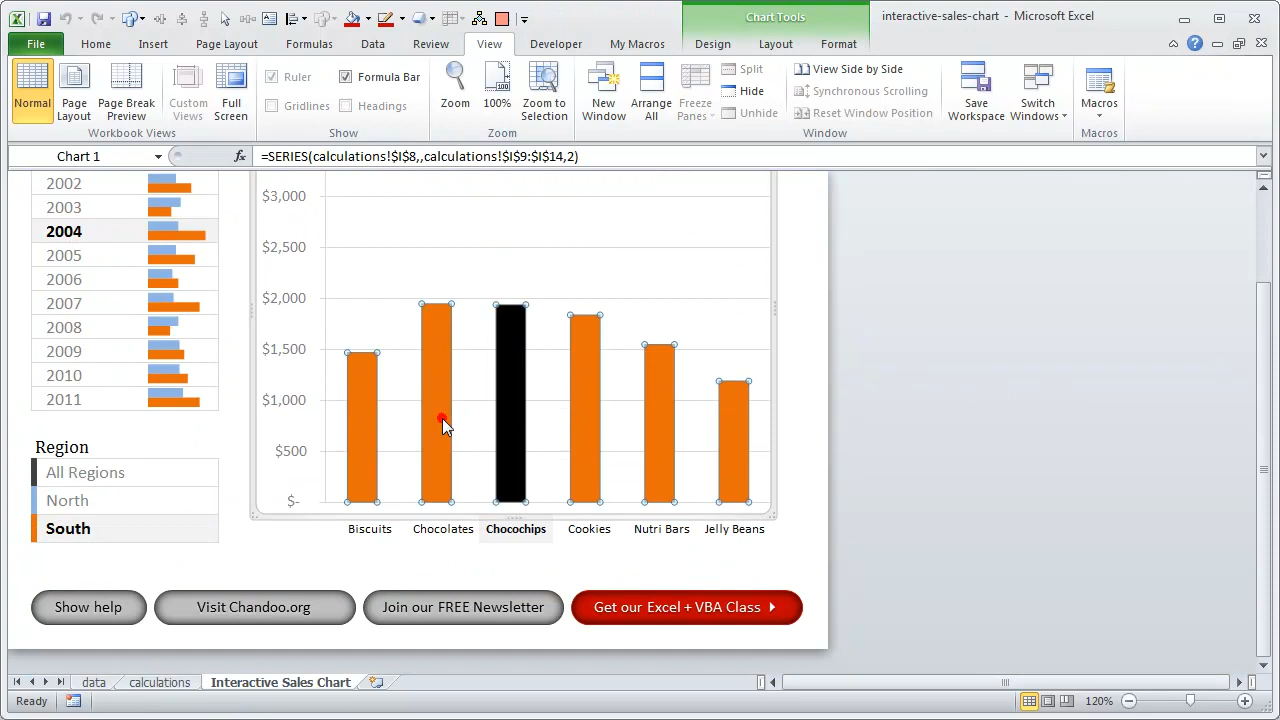 Chart Tools
interactive-sales-chart - Microsoft Excel
File Home Insert Page Layout Formulas Data Review View Developer My Macros Design Layout Format
Normal
Page Layout
Page Break Preview
Custom Views
Full Screen
Workbook Views
Ruler
Formula Bar
Gridlines
Headings
Show
Zoom
100%
Zoom to Selection
Zoom
New Window
Arrange All
Freeze Panes
Split
Hide
Unhide
View Side by Side
Synchronous Scrolling
Reset Window Position
Window
Save Workspace
Switch Windows
Macros
Macros
Chart 1
fx
=SERIES(calculations!$I$8,,calculations!$I$9:$I$14,2)
2002
2003
2004
2005
2006
2007
2008
2009
2010
2011
Region
All Regions
North
South
$3,000
$2,500
$2,000
$1,500
$1,000
$500
$-
Biscuits Chocolates Chocochips Cookies Nutri Bars Jelly Beans
Show help
Visit Chandoo.org
Join our FREE Newsletter
Get our Excel + VBA Class
data calculations Interactive Sales Chart
Ready
120%